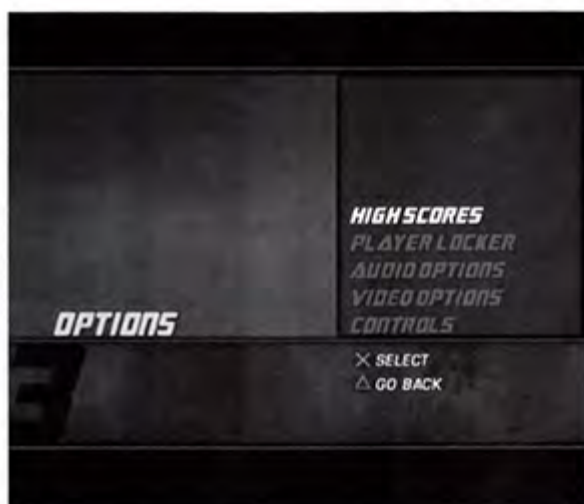 OPTIONS
HIGH SCORES
PLAYER LOCKER
AUDIO OPTIONS
VIDEO OPTIONS
CONTROLS
X SELECT
△ GO BACK